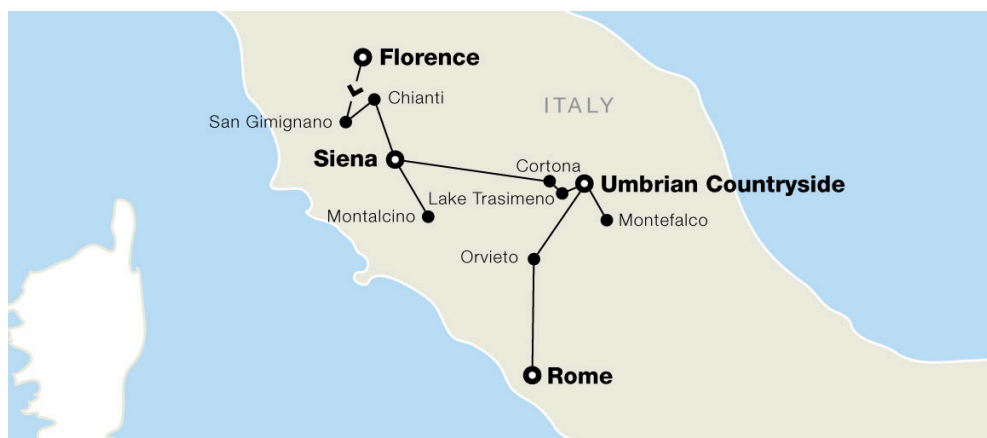 Florence
Chianti
ITALY
San Gimignano
Siena
Cortona
Umbrian Countryside
Lake Trasimeno
Montalcino
Montefalco
Orvieto
Rome